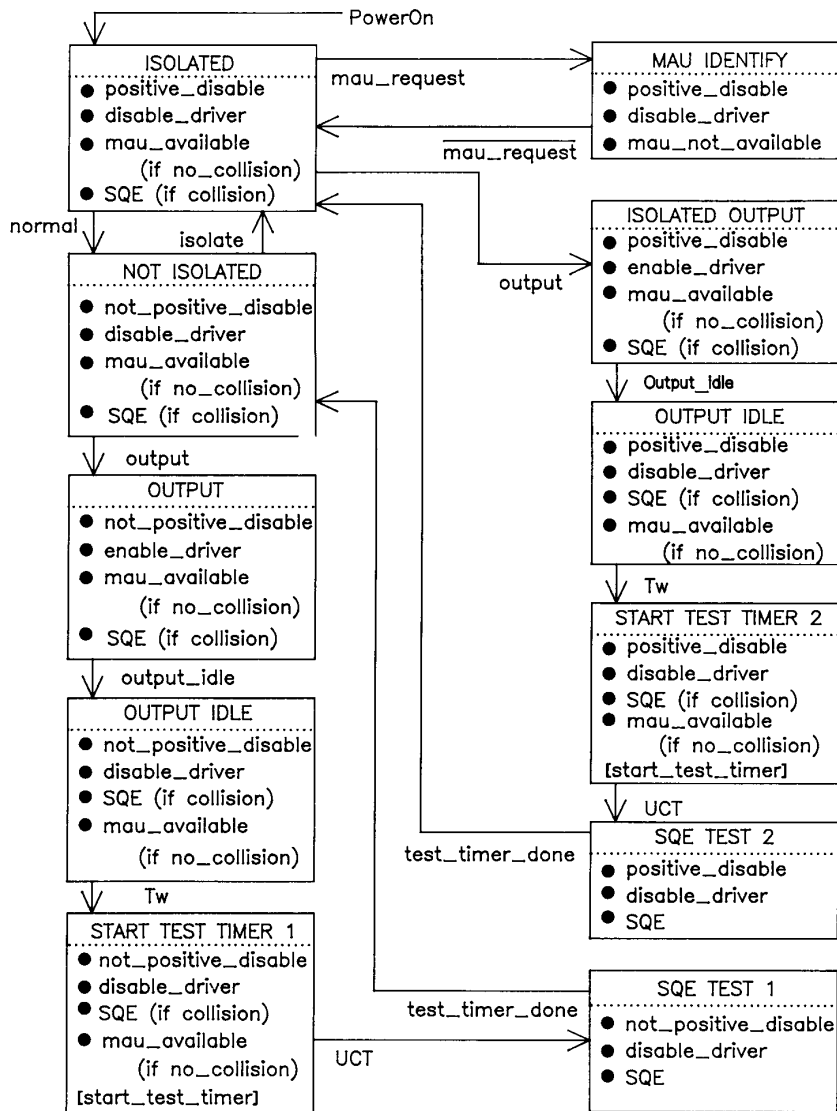 PowerOn
ISOLATED
● positive_disable
● disable_driver
● mau_available
(if no_collision)
● SQE (if collision)
mau_request
mau_request
MAU IDENTIFY
● positive_disable
● disable_driver
● mau_not_available
normal
isolate
output
NOT ISOLATED
● not_positive_disable
● disable_driver
● mau_available
(if no_collision)
● SQE (if collision)
ISOLATED OUTPUT
● positive_disable
● enable_driver
● mau_available
(if no_collision)
● SQE (if collision)
output
Output_idle
OUTPUT
● not_positive_disable
● enable_driver
● mau_available
(if no_collision)
● SQE (if collision)
OUTPUT IDLE
● positive_disable
● disable_driver
● SQE (if collision)
● mau_available
(if no_collision)
output_idle
Tw
OUTPUT IDLE
● not_positive_disable
● disable_driver
● SQE (if collision)
● mau_available
(if no_collision)
START TEST TIMER 2
● positive_disable
● disable_driver
● SQE (if collision)
● mau_available
(if no_collision)
[start_test_timer]
Tw
UCT
test_timer_done
SQE TEST 2
● positive_disable
● disable_driver
● SQE
START TEST TIMER 1
● not_positive_disable
● disable_driver
● SQE (if collision)
● mau_available
(if no_collision)
[start_test_timer]
test_timer_done
UCT
SQE TEST 1
● not_positive_disable
● disable_driver
● SQE